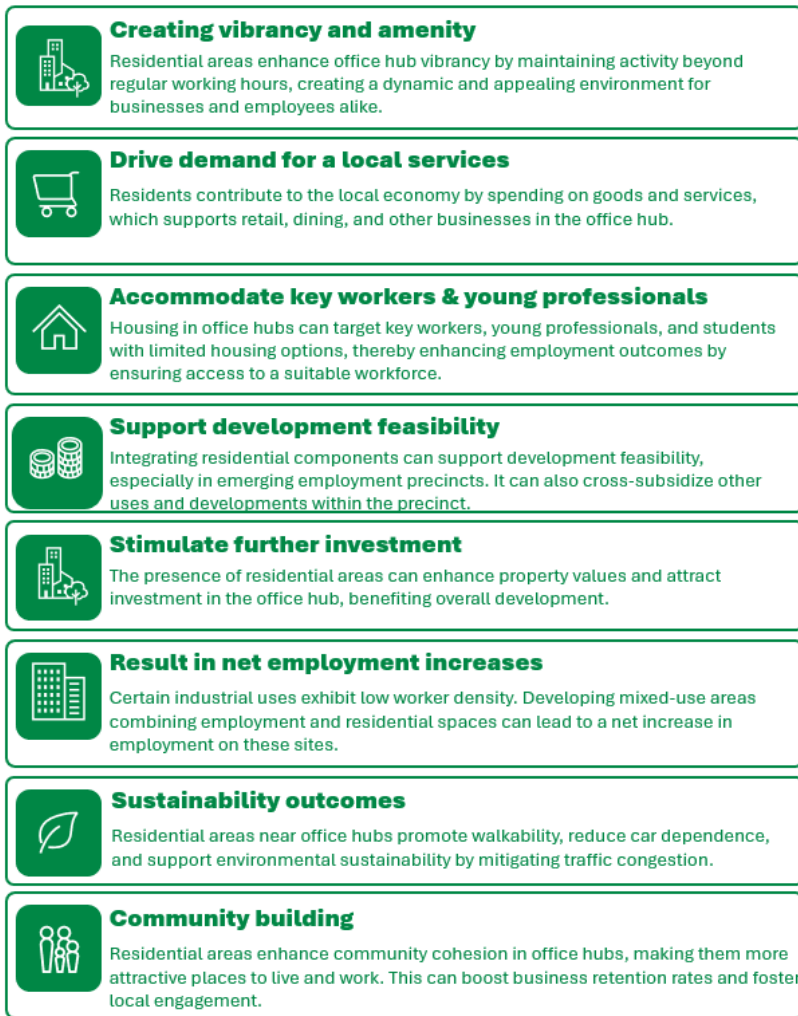 Creating vibrancy and amenity
Residential areas enhance office hub vibrancy by maintaining activity beyond
regular working hours, creating a dynamic and appealing environment for
businesses and employees alike.
Drive demand for a local services
Residents contribute to the local economy by spending on goods and services,
which supports retail, dining, and other businesses in the office hub.
Accommodate key workers & young professionals
Housing in office hubs can target key workers, young professionals, and students
with limited housing options, thereby enhancing employment outcomes by
ensuring access to a suitable workforce.
Support development feasibility
Integrating residential components can support development feasibility,
especially in emerging employment precincts. It can also cross-subsidize other
uses and developments within the precinct.
Stimulate further investment
The presence of residential areas can enhance property values and attract
investment in the office hub, benefiting overall development.
Result in net employment increases
Certain industrial uses exhibit low worker density. Developing mixed-use areas
combining employment and residential spaces can lead to a net increase in
employment on these sites.
Sustainability outcomes
Residential areas near office hubs promote walkability, reduce car dependence,
and support environmental sustainability by mitigating traffic congestion.
Community building
Residential areas enhance community cohesion in office hubs, making them more
attractive places to live and work. This can boost business retention rates and foster
local engagement.